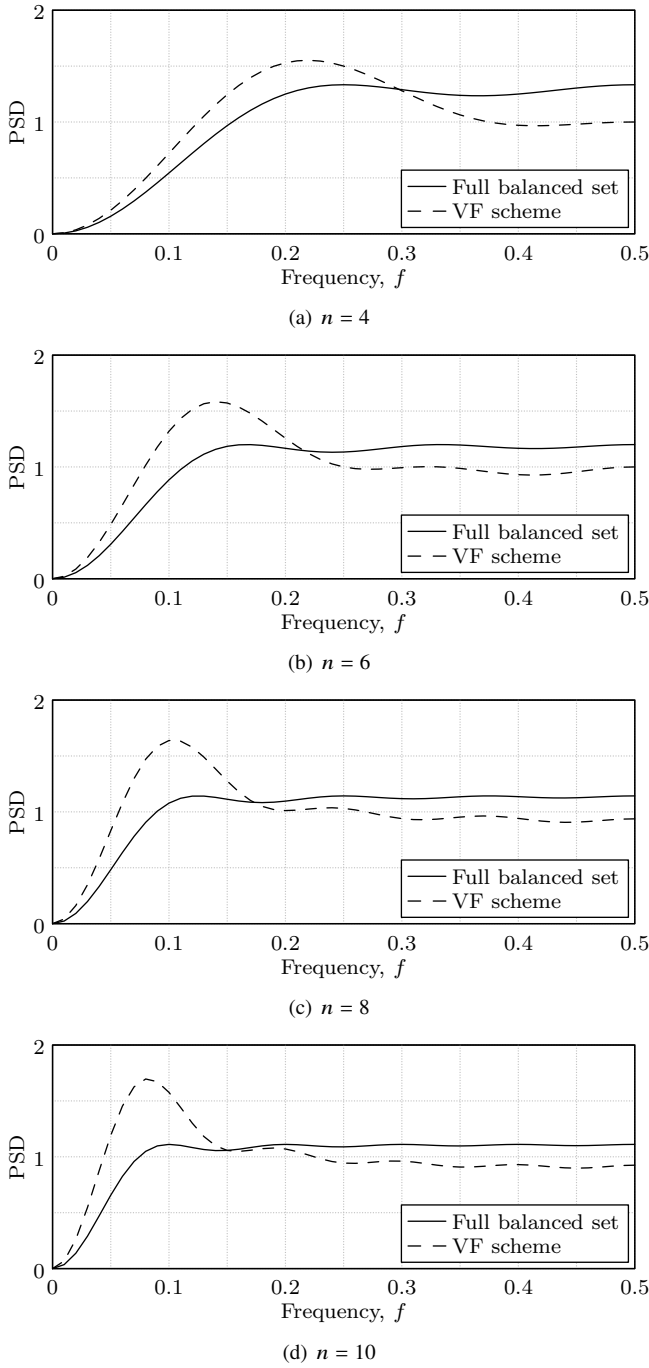 2
1
0
PSD
Full balanced set
VF scheme
0 0.1 0.2 0.3 0.4 0.5
Frequency, f
(a) n = 4
2
1
0
PSD
Full balanced set
VF scheme
0 0.1 0.2 0.3 0.4 0.5
Frequency, f
(b) n = 6
2
1
0
PSD
Full balanced set
VF scheme
0 0.1 0.2 0.3 0.4 0.5
Frequency, f
(c) n = 8
2
1
0
PSD
Full balanced set
VF scheme
0 0.1 0.2 0.3 0.4 0.5
Frequency, f
(d) n = 10